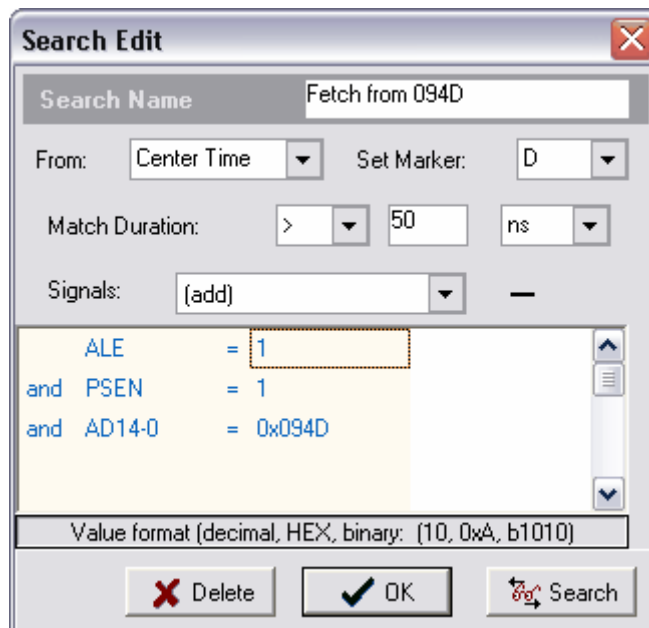 Search Edit
Search Name Fetch from 094D
From: Center Time Set Marker: D
Match Duration: > 50 ns
Signals: (add)
ALE = 1
and PSEN = 1
and AD14-0 = 0x094D
Value format (decimal, HEX, binary: (10, 0xA, b1010)
Delete OK Search